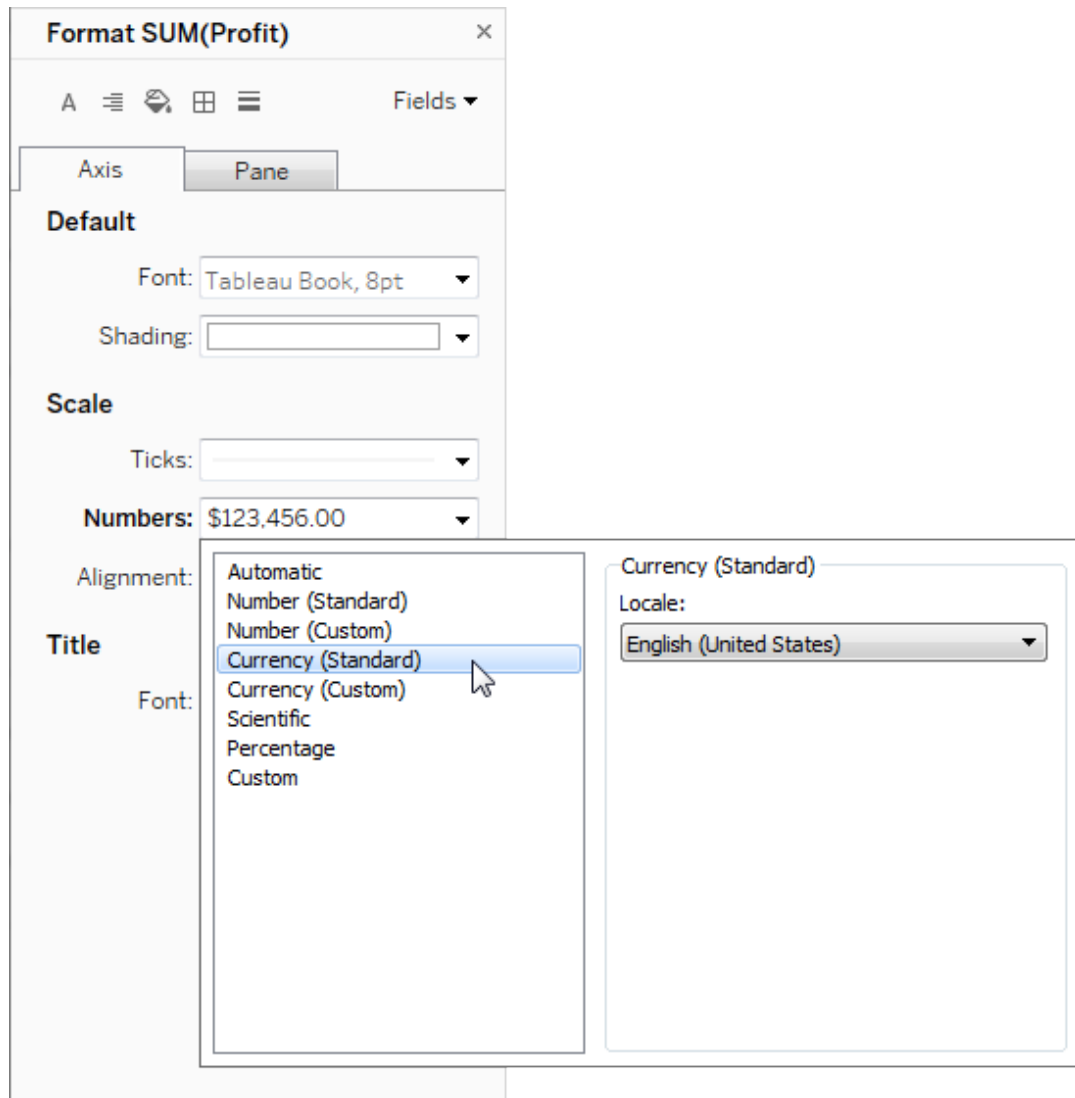 Format SUM(Profit)
A
Fields
Axis
Pane
Default
Font: Tableau Book, 8pt
Shading:
Scale
Ticks:
Numbers: $123,456.00
Alignment:
Automatic
Number (Standard)
Number (Custom)
Currency (Standard)
Currency (Custom)
Scientific
Percentage
Custom
Currency (Standard)
Locale:
English (United States)
Title
Font: